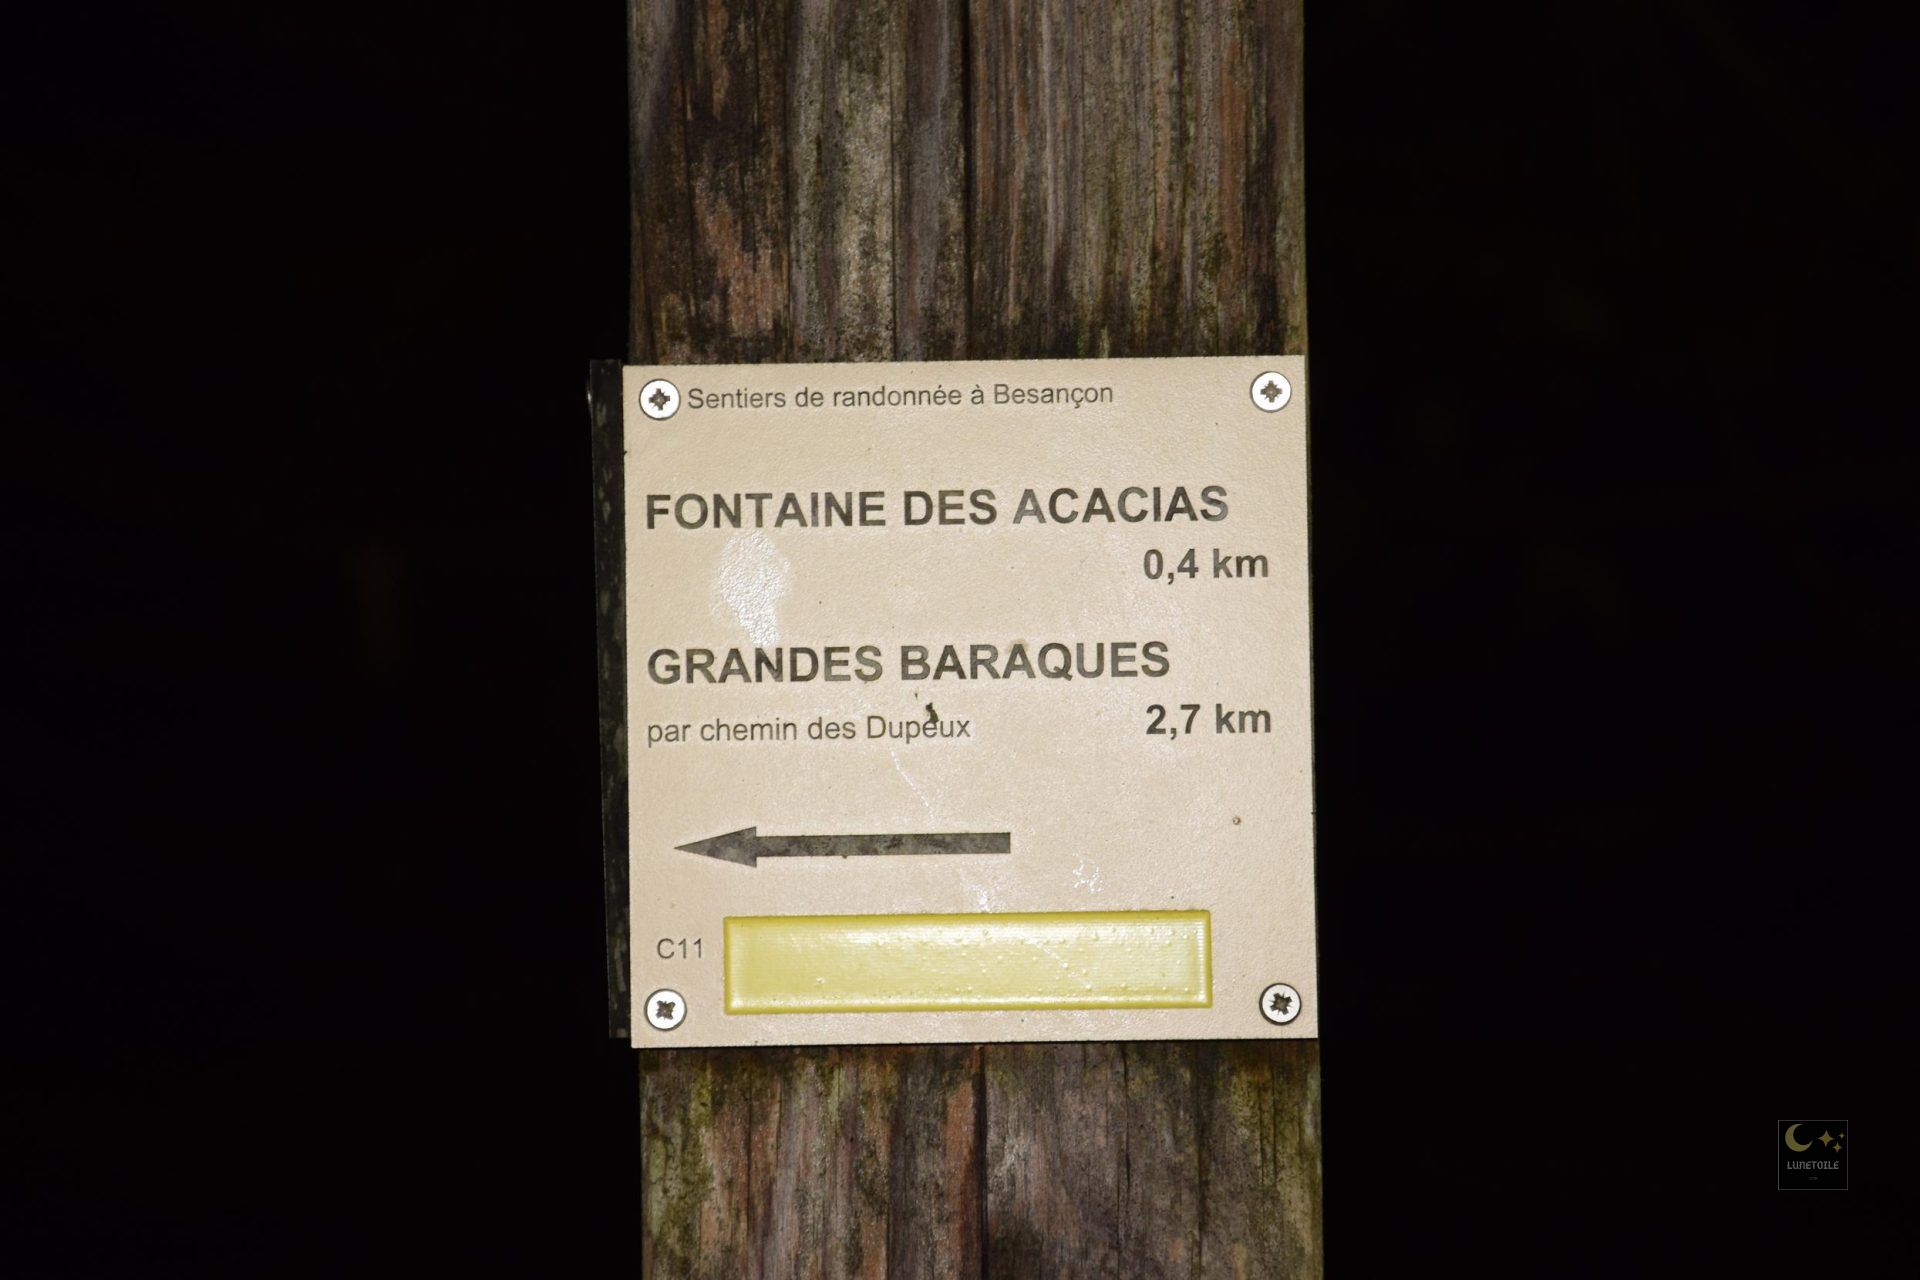 Sentiers de randonnée à Besançon
FONTAINE DES ACACIAS
0,4 km
GRANDES BARAQUES
par chemin des Dupeux 2,7 km
C11
LUNETOILE